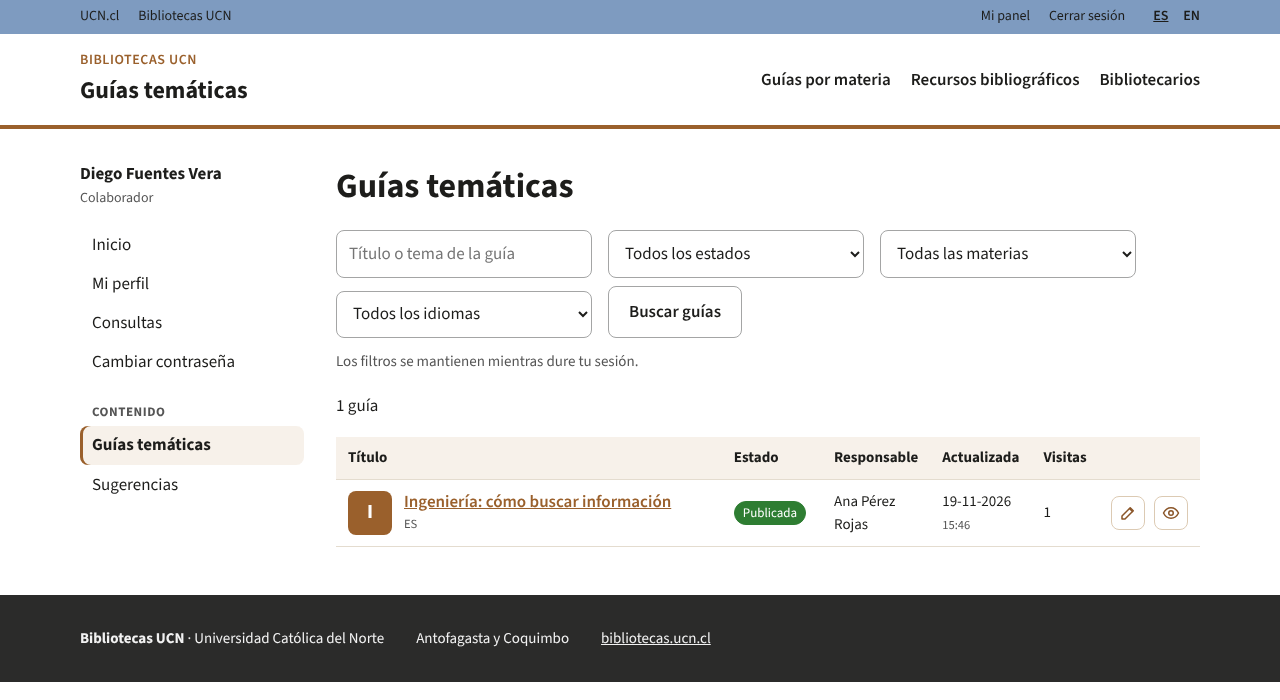 UCN.cl Bibliotecas UCN Mi panel Cerrar sesión ES EN
BIBLIOTECAS UCN
Guías temáticas
Guías por materia Recursos bibliográficos Bibliotecarios
Diego Fuentes Vera
Colaborador
Inicio
Mi perfil
Consultas
Cambiar contraseña
CONTENIDO
Guías temáticas
Sugerencias
Guías temáticas
Título o tema de la guía Todos los estados Todas las materias
Todos los idiomas Buscar guías
Los filtros se mantienen mientras dure tu sesión.
1 guía
Título Estado Responsable Actualizada Visitas
I Ingeniería: cómo buscar información
ES
Publicada
Ana Pérez
Rojas
19-11-2026
15:46
1
Bibliotecas UCN · Universidad Católica del Norte Antofagasta y Coquimbo bibliotecas.ucn.cl